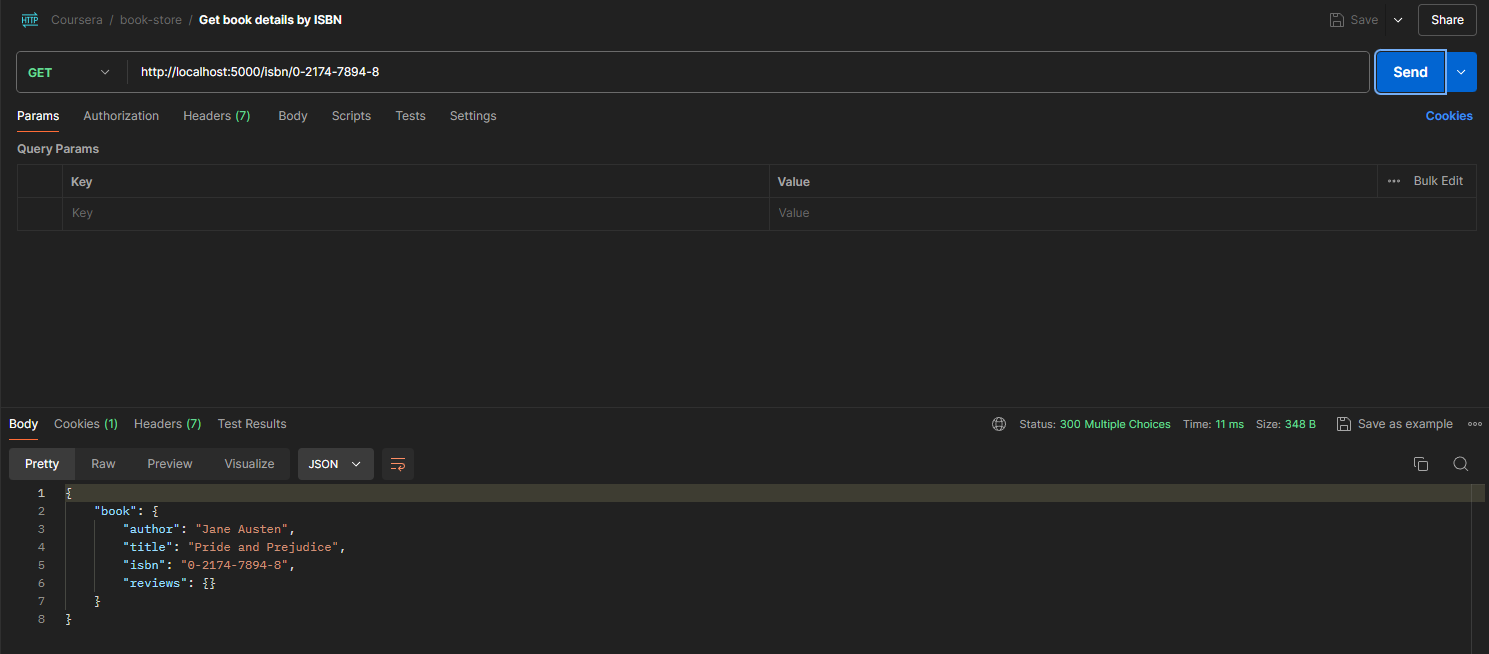 HTTP Coursera / book-store / Get book details by ISBN Save Share
GET http://localhost:5000/isbn/0-2174-7894-8 Send
Params Authorization Headers (7) Body Scripts Tests Settings Cookies
Query Params
Key Value Bulk Edit
Key Value
Body Cookies (1) Headers (7) Test Results Status: 300 Multiple Choices Time: 11 ms Size: 348 B Save as example
Pretty Raw Preview Visualize JSON
1 {
2 "book": {
3 "author": "Jane Austen",
4 "title": "Pride and Prejudice",
5 "isbn": "0-2174-7894-8",
6 "reviews": {}
7 }
8 }